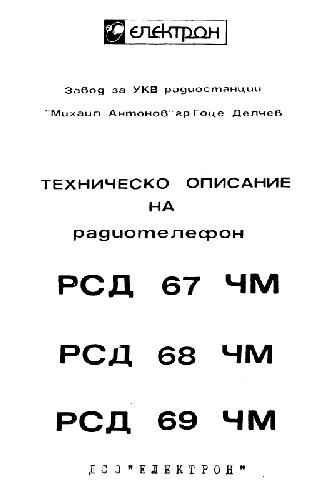 електрон
Завод за УКВ радиостанции
"Михаил Антонов" гр Гоце Делчев
ТЕХНИЧЕСКО ОПИСАНИЕ
НА
радиотелефон
РСД 67 ЧМ
РСД 68 ЧМ
РСД 69 ЧМ
ДСО "ЕЛЕКТРОН"